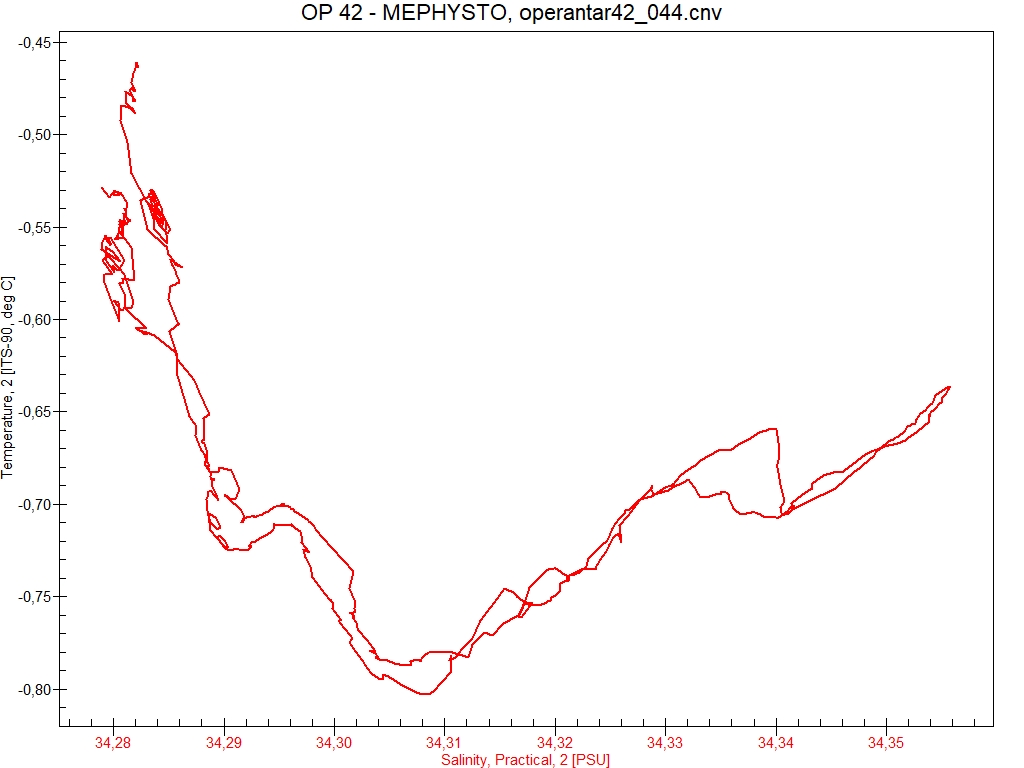 OP 42 - MEPHYSTO, operantar42_044.cnv
-0,45
-0,50
-0,55
-0,60
-0,65
-0,70
-0,75
-0,80
Temperature, 2 [ITS-90, deg C]
34,28 34,29 34,30 34,31 34,32 34,33 34,34 34,35
Salinity, Practical, 2 [PSU]